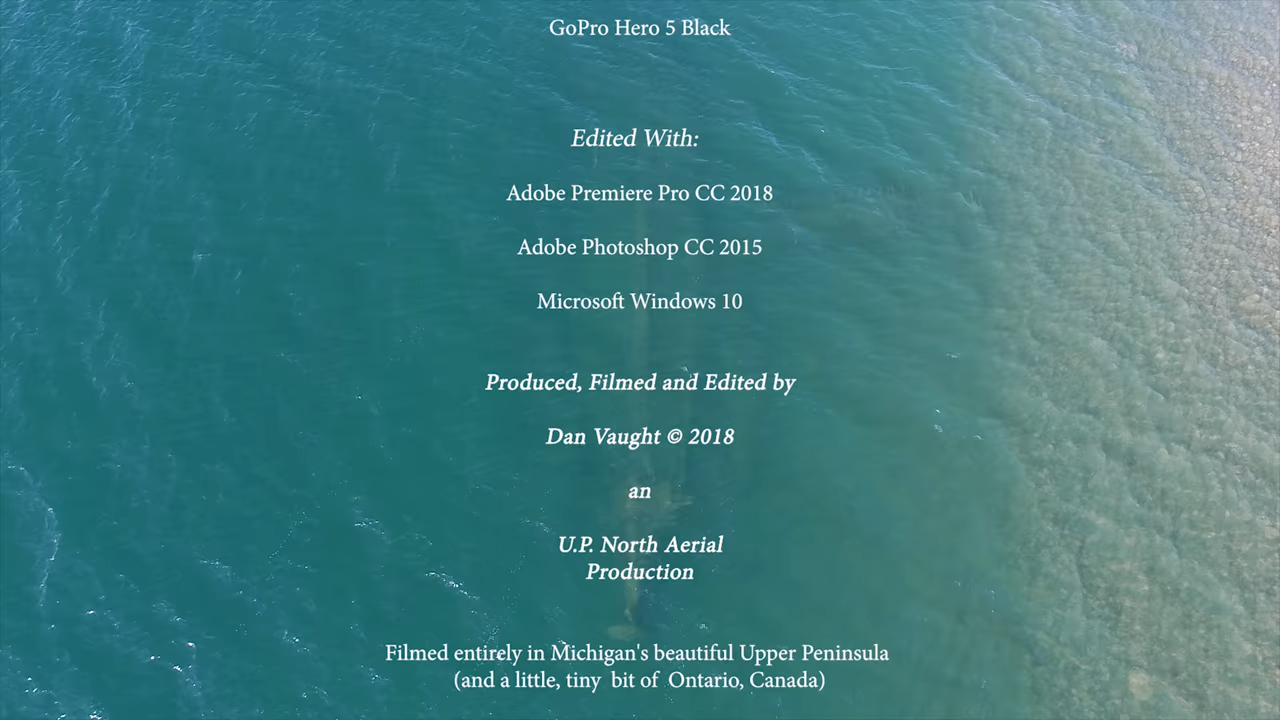 GoPro Hero 5 Black
Edited With:
Adobe Premiere Pro CC 2018
Adobe Photoshop CC 2015
Microsoft Windows 10
Produced, Filmed and Edited by
Dan Vaught © 2018
an
U.P. North Aerial
Production
Filmed entirely in Michigan's beautiful Upper Peninsula
(and a little, tiny bit of Ontario, Canada)